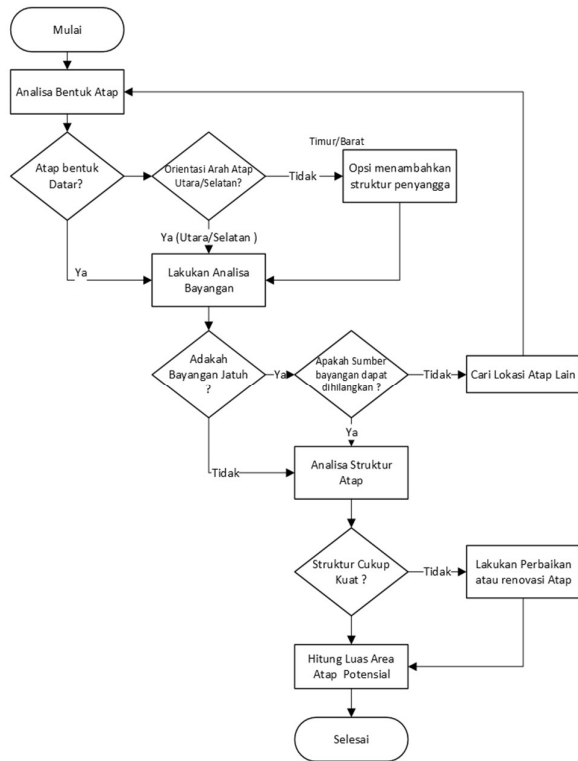 Mulai
Analisa Bentuk Atap
Atap bentuk
Datar?
Orientasi Arah Atap
Utara/Selatan?
Tidak
Timur/Barat
Opsi menambahkan
struktur penyangga
Ya
Ya (Utara/Selatan )
Lakukan Analisa
Bayangan
Adakah
Bayangan Jatuh
?
Ya
Apakah Sumber
bayangan dapat
dihilangkan ?
Tidak
Cari Lokasi Atap Lain
Ya
Tidak
Analisa Struktur
Atap
Struktur Cukup
Kuat ?
Tidak
Lakukan Perbaikan
atau renovasi Atap
Hitung Luas Area
Atap Potensial
Selesai